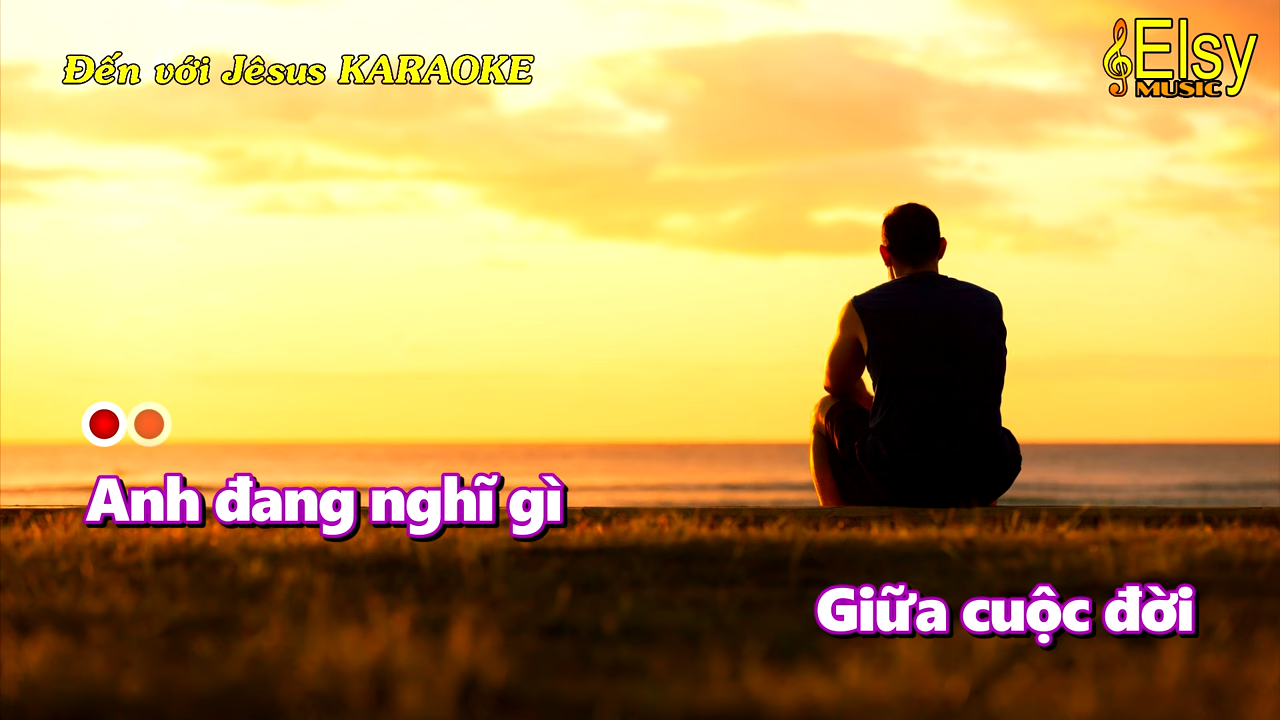 Đến với Jêsus KARAOKE
Elsy
MUSIC
Anh đang nghĩ gì
Giữa cuộc đời